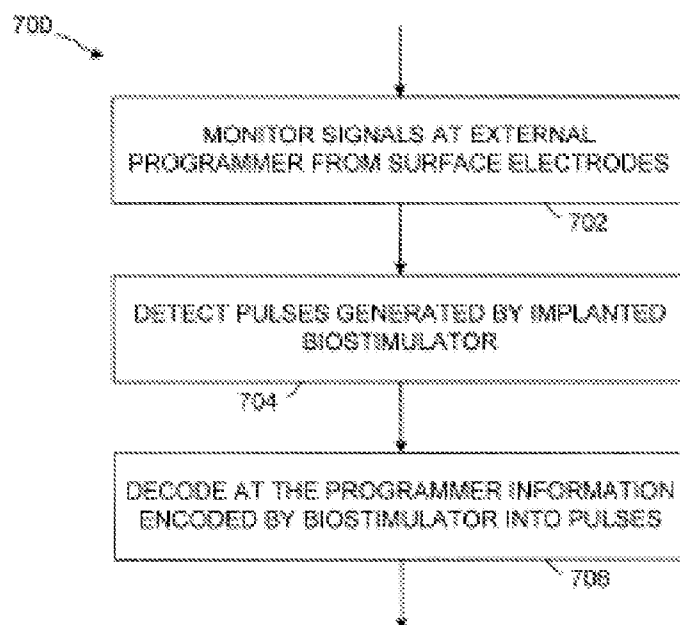 700
MONITOR SIGNALS AT EXTERNAL
PROGRAMMER FROM SURFACE ELECTRODES
702
DETECT PULSES GENERATED BY IMPLANTED
BIOSTIMULATOR
704
DECODE AT THE PROGRAMMER INFORMATION
ENCODED BY BIOSTIMULATOR INTO PULSES
706